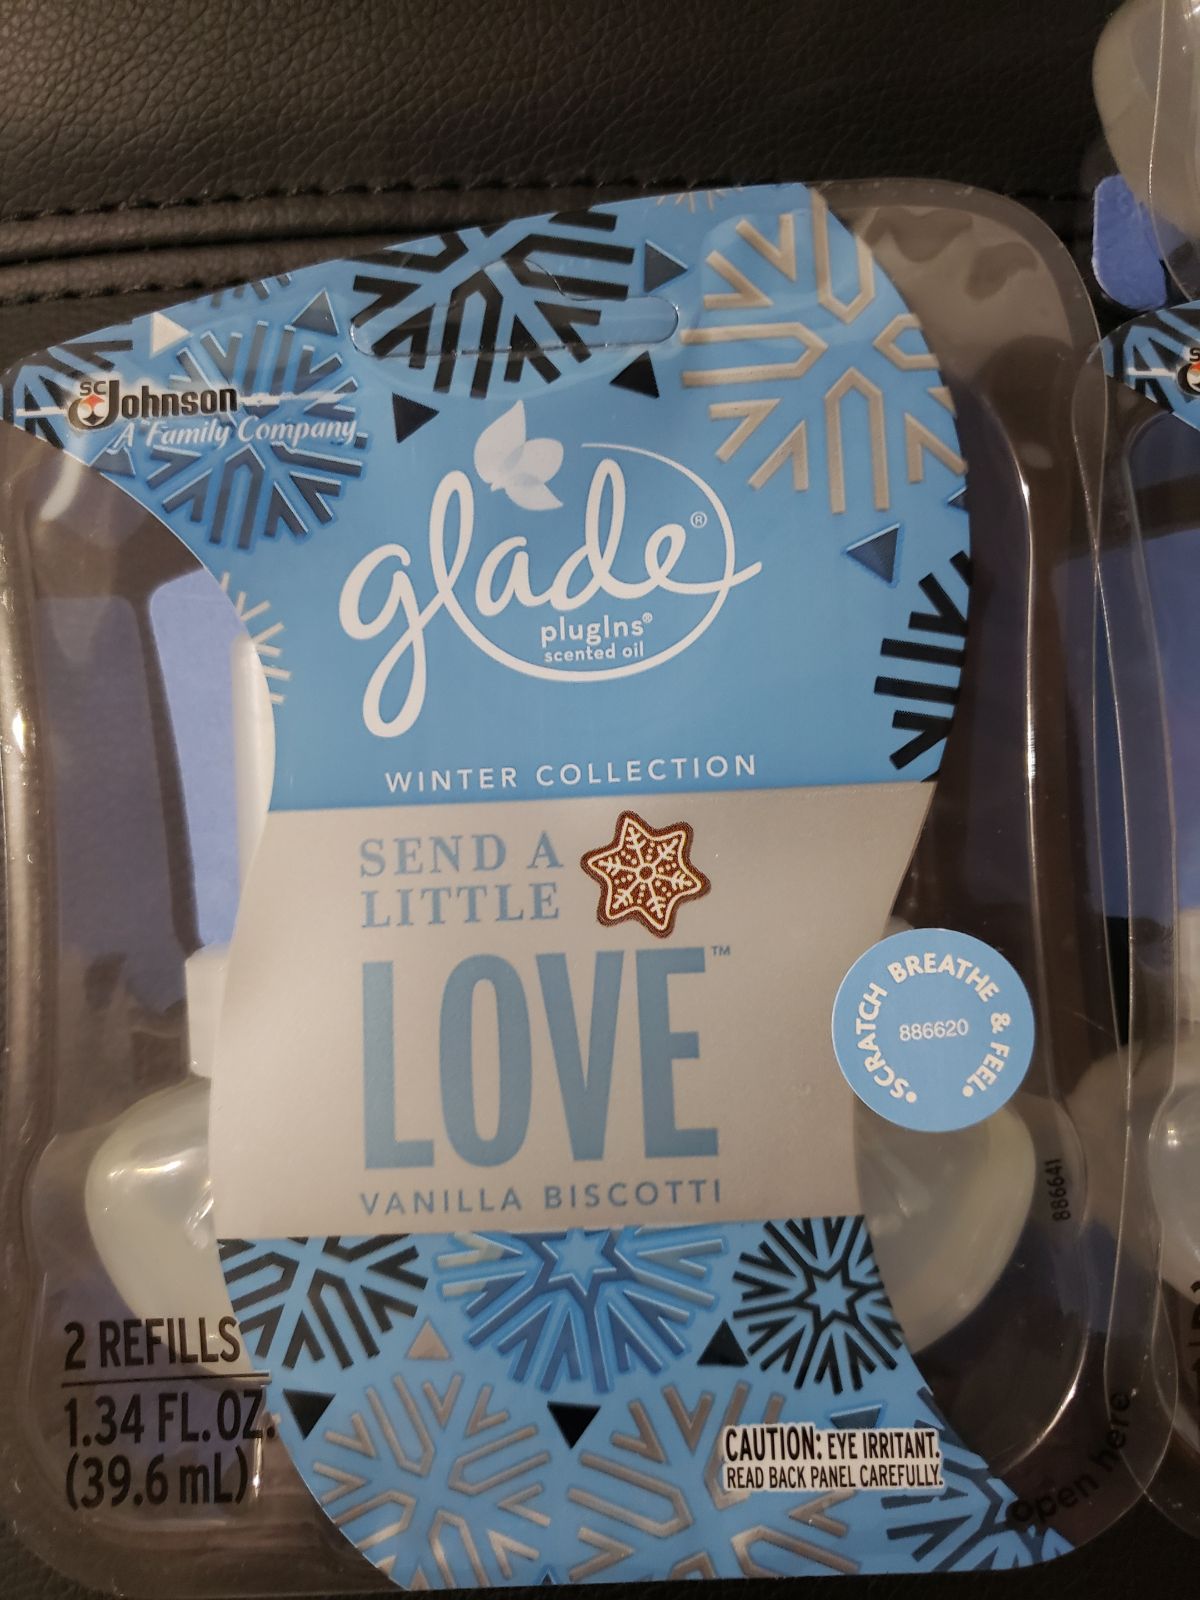 SC Johnson
A Family Company
glade®
plugIns®
scented oil
WINTER COLLECTION
SEND A
LITTLE
LOVE™
VANILLA BISCOTTI
•SCRATCH BREATHE & FEEL•
886620
886641
2 REFILLS
1.34 FL. OZ.
(39.6 mL)
CAUTION: EYE IRRITANT.
READ BACK PANEL CAREFULLY.
open here